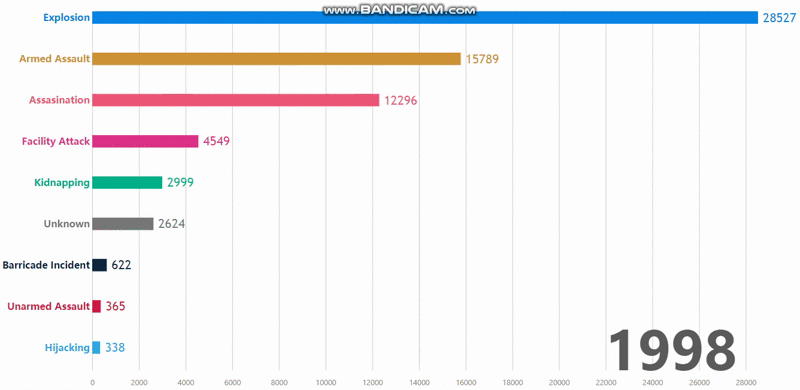 www.BANDICAM.com
Explosion 28527
Armed Assault 15789
Assasination 12296
Facility Attack 4549
Kidnapping 2999
Unknown 2624
Barricade Incident 622
Unarmed Assault 365
Hijacking 338
1998
0 2000 4000 6000 8000 10000 12000 14000 16000 18000 20000 22000 24000 26000 28000